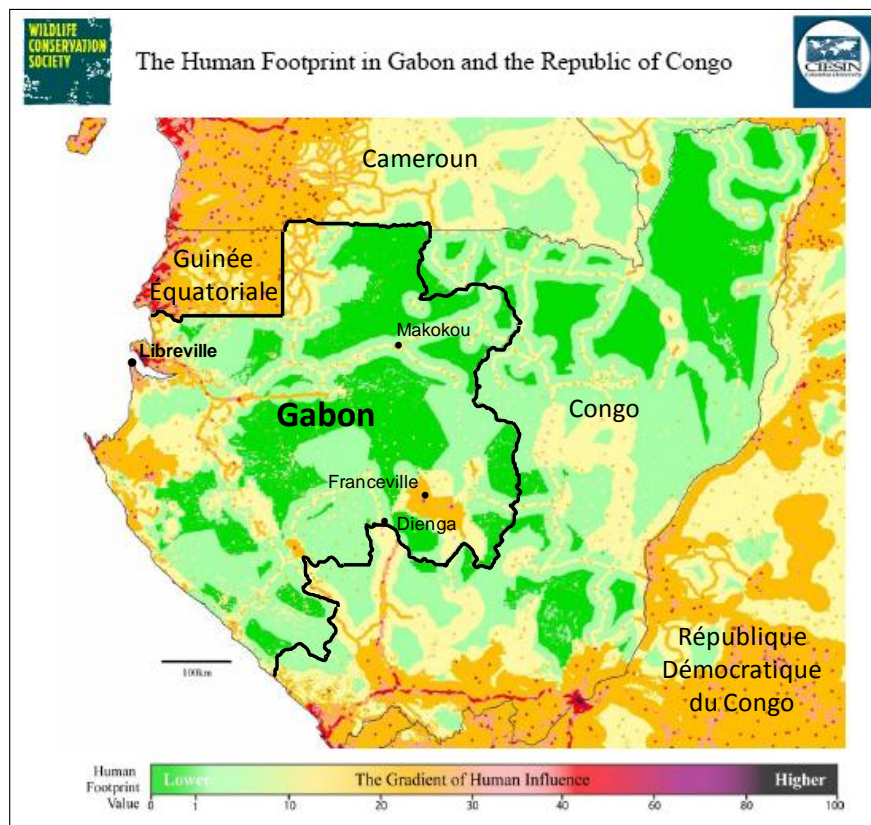 WILDLIFE
CONSERVATION
SOCIETY
The Human Footprint in Gabon and the Republic of Congo
CIESIN
Columbia University
Cameroun
Guinée
Équatoriale
Makokou
Libreville
Gabon
Congo
Franceville
Dienga
République
Démocratique
du Congo
100km
Human
Footprint
Value
Lower
The Gradient of Human Influence
Higher
0 1 10 20 30 40 60 80 100